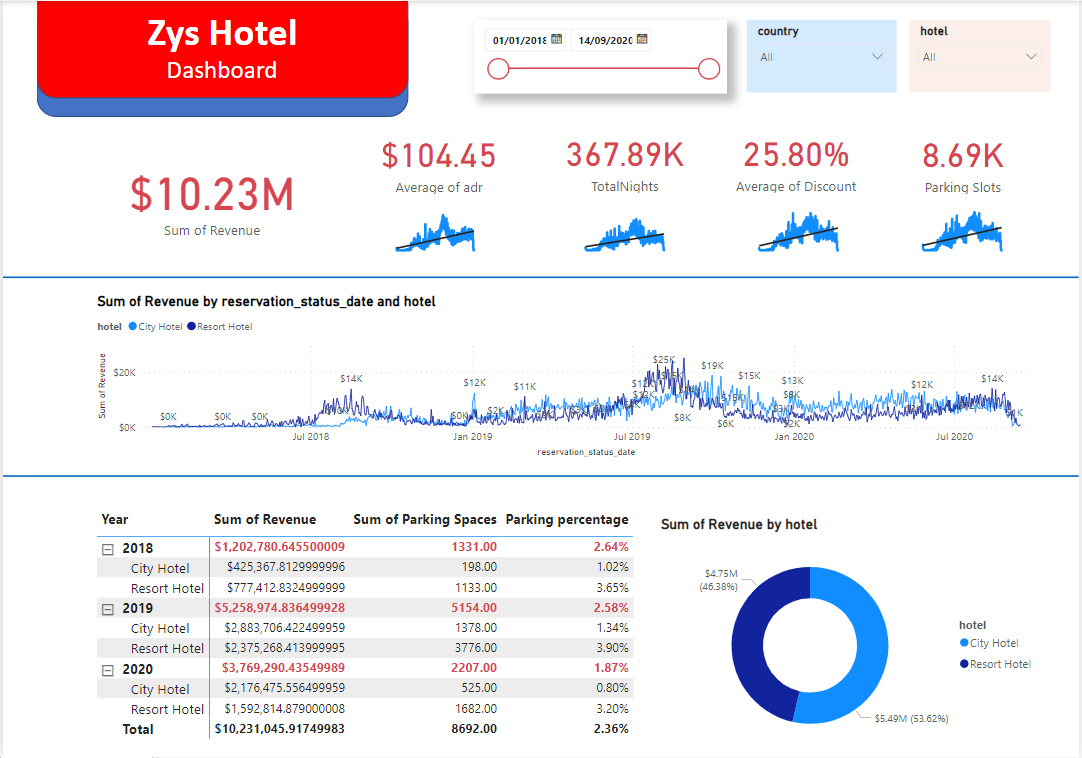 Zys Hotel
Dashboard
01/01/2018 14/09/2020
country
All
hotel
All
$10.23M
Sum of Revenue
$104.45
Average of adr
367.89K
TotalNights
25.80%
Average of Discount
8.69K
Parking Slots
Sum of Revenue by reservation_status_date and hotel
hotel City Hotel Resort Hotel
Sum of Revenue
$20K
$0K
$0K $0K $0K $14K $12K $11K $25K $19K $15K $13K $12K $14K
$0K $2K $12K $8K $6K $2K
Jul 2018 Jan 2019 Jul 2019 Jan 2020 Jul 2020
reservation_status_date
Year Sum of Revenue Sum of Parking Spaces Parking percentage
2018 $1,202,780.645500009 1331.00 2.64%
City Hotel $425,367.8129999996 198.00 1.02%
Resort Hotel $777,412.8324999999 1133.00 3.65%
2019 $5,258,974.836499928 5154.00 2.58%
City Hotel $2,883,706.422499959 1378.00 1.34%
Resort Hotel $2,375,268.413999995 3776.00 3.90%
2020 $3,769,290.43549989 2207.00 1.87%
City Hotel $2,176,475.556499959 525.00 0.80%
Resort Hotel $1,592,814.879000008 1682.00 3.20%
Total $10,231,045.91749983 8692.00 2.36%
Sum of Revenue by hotel
$4.75M
(46.38%)
$5.49M (53.62%)
hotel
City Hotel
Resort Hotel